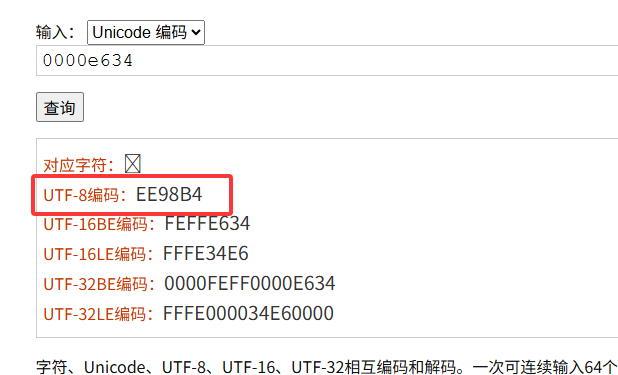 输入： Unicode 编码
0000e634
查询
对应字符：
UTF-8编码：EE98B4
UTF-16BE编码：FEFFE634
UTF-16LE编码：FFFE34E6
UTF-32BE编码：0000FEFF0000E634
UTF-32LE编码：FFFE000034E60000
字符、Unicode、UTF-8、UTF-16、UTF-32相互编码和解码。一次可连续输入64个